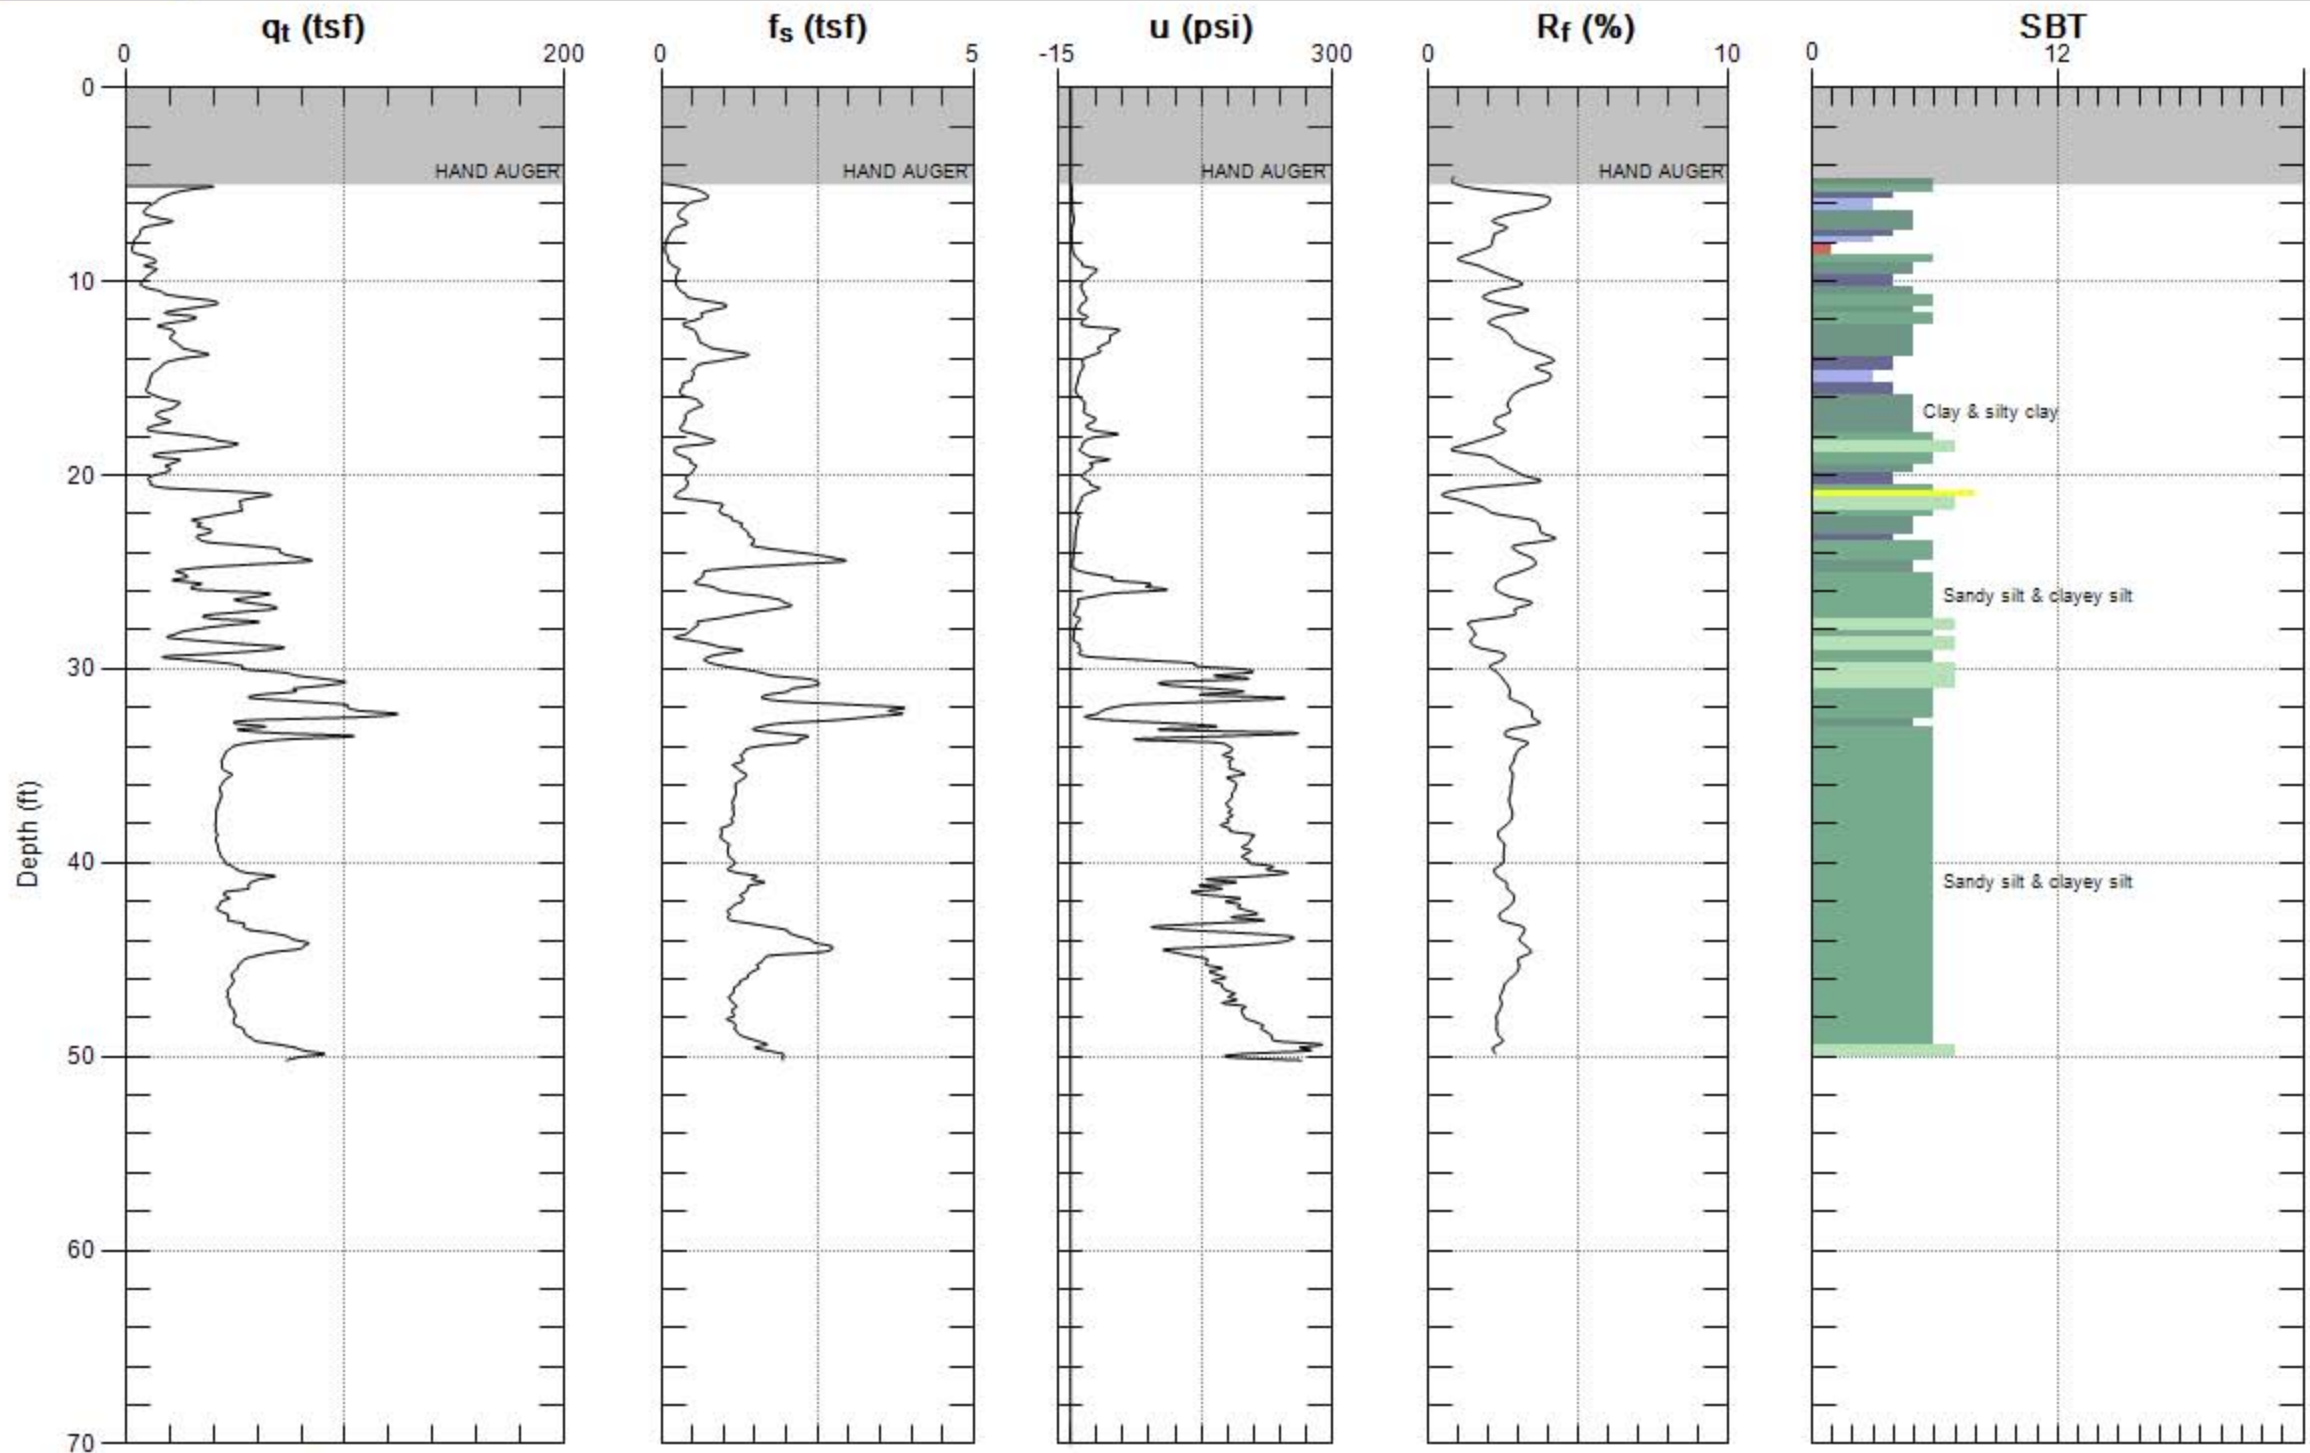 qt (tsf)
fs (tsf)
u (psi)
Rf (%)
SBT
0 200
0 5
-15 300
0 10
0 12
0
HAND AUGER
HAND AUGER
HAND AUGER
HAND AUGER
10
Clay & silty clay
20
Sandy silt & clayey silt
30
Depth (ft)
40
Sandy silt & clayey silt
50
60
70